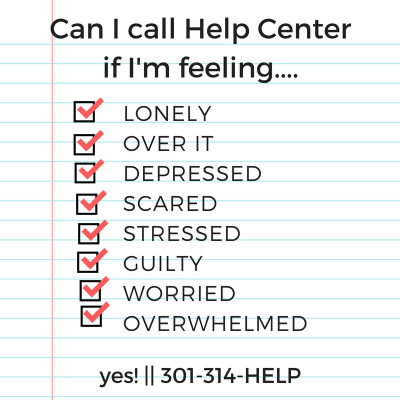 Can I call Help Center
if I'm feeling....
LONELY
OVER IT
DEPRESSED
SCARED
STRESSED
GUILTY
WORRIED
OVERWHELMED
yes! || 301-314-HELP